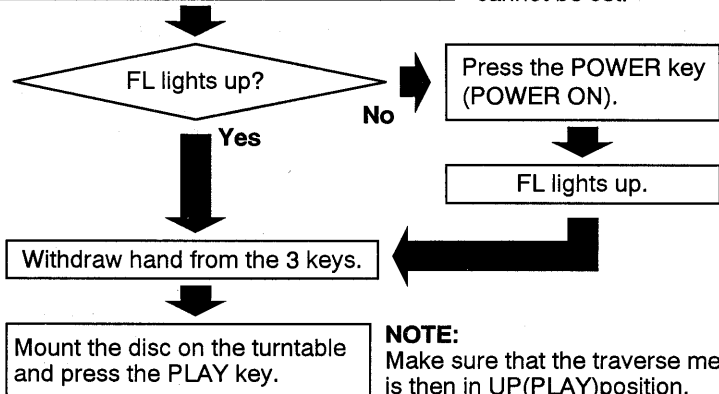 FL lights up?
No
Yes
Press the POWER key
(POWER ON).
FL lights up.
Withdraw hand from the 3 keys.
Mount the disc on the turntable
and press the PLAY key.
NOTE:
Make sure that the traverse me
is then in UP(PLAY)position.